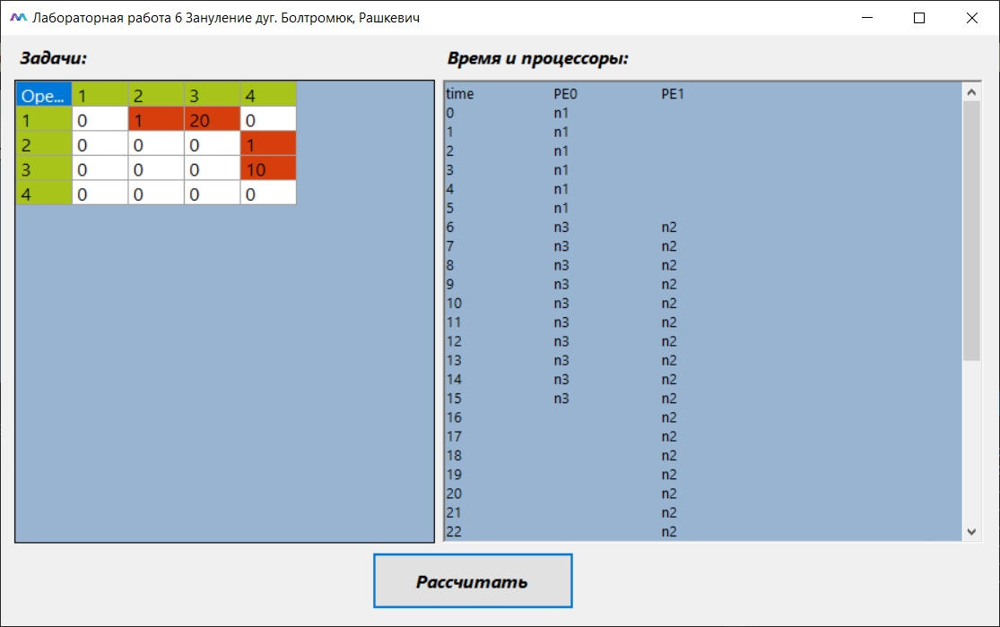 Лабораторная работа 6 Зануление дуг. Болтромюк, Рашкевич
Задачи:
Опе... 1 2 3 4
1 0 1 20 0
2 0 0 0 1
3 0 0 0 10
4 0 0 0 0
Время и процессоры:
time PE0 PE1
0 n1
1 n1
2 n1
3 n1
4 n1
5 n1
6 n3 n2
7 n3 n2
8 n3 n2
9 n3 n2
10 n3 n2
11 n3 n2
12 n3 n2
13 n3 n2
14 n3 n2
15 n3 n2
16 n2
17 n2
18 n2
19 n2
20 n2
21 n2
22 n2
Рассчитать